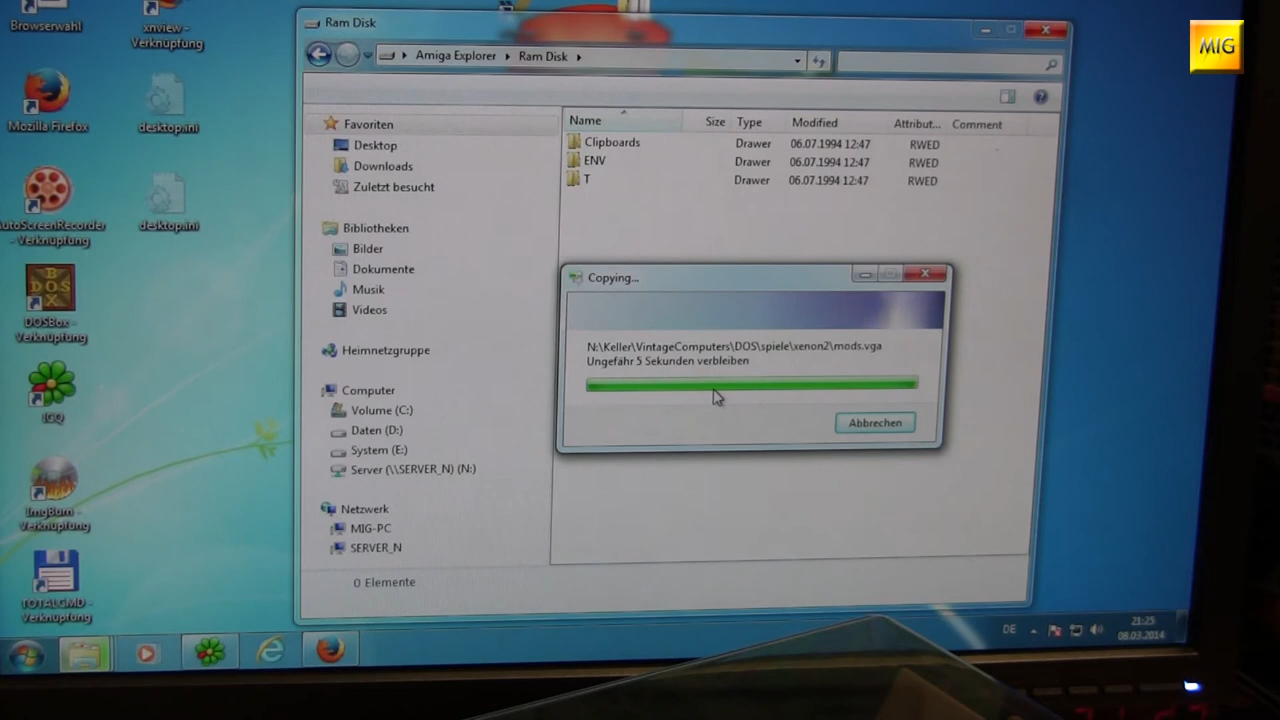 Browserwahl
xnview -
Verknüpfung
Mozilla Firefox
desktop.ini
AutoScreenRecorder
- Verknüpfung
desktop.ini
BOX
DOS
DOSBox -
Verknüpfung
ICQ
ImgBurn -
Verknüpfung
TOTALCMD -
Verknüpfung
Ram Disk
Amiga Explorer
Ram Disk
MIG
Favoriten
Desktop
Downloads
Zuletzt besucht
Bibliotheken
Bilder
Dokumente
Musik
Videos
Heimnetzgruppe
Computer
Volume (C:)
Daten (D:)
System (E:)
Server (\\SERVER_N) (N:)
Netzwerk
MIG-PC
SERVER_N
Name Size Type Modified Attribut... Comment
Clipboards Drawer 06.07.1994 12:47 RWED
ENV Drawer 06.07.1994 12:47 RWED
T Drawer 06.07.1994 12:47 RWED
Copying...
N:\Keller\VintageComputers\DOS\spiele\xenon2\mods.vga
Ungefähr 5 Sekunden verbleiben
Abbrechen
0 Elemente
DE
21:25
08.03.2014